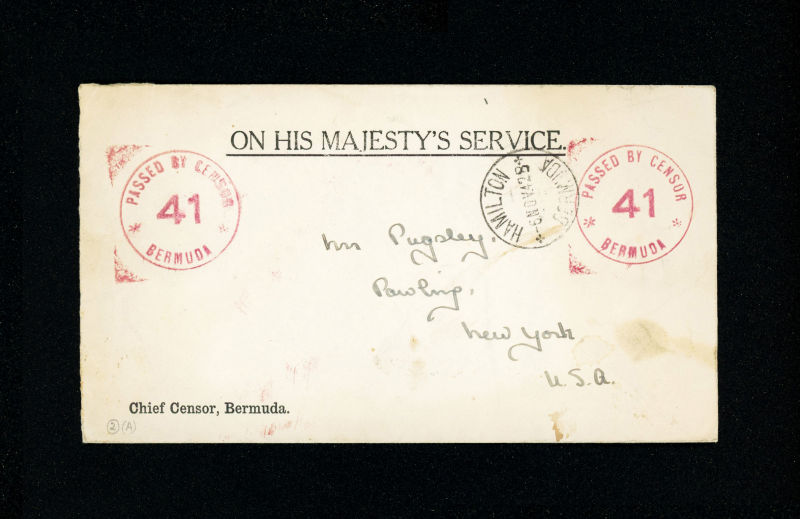 ON HIS MAJESTY'S SERVICE.
* PASSED BY CENSOR *
41
BERMUDA
HAMILTON
BERMUDA
* PASSED BY CENSOR *
41
BERMUDA
Pugsley.
Pawling,
New York
U.S.A.
Chief Censor, Bermuda.
2 (A)